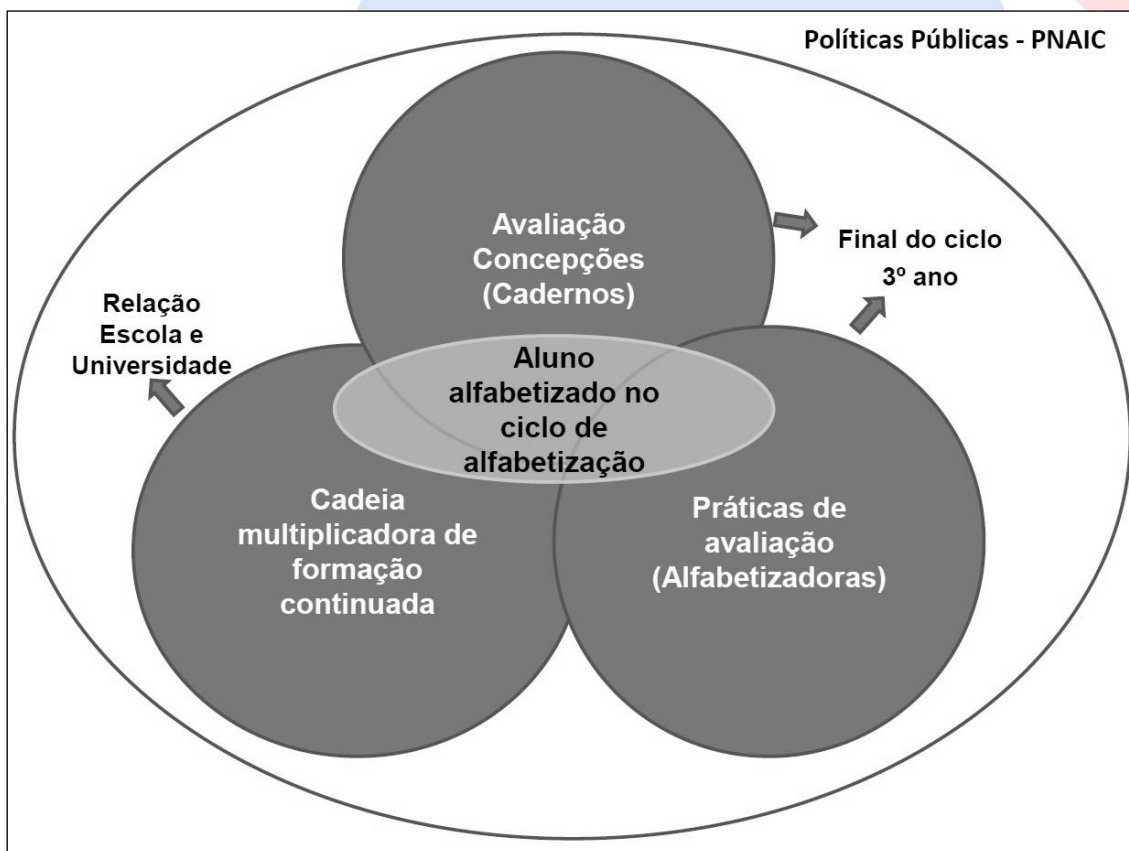 Políticas Públicas - PNAIC
Avaliação
Concepções
(Cadernos)
Final do ciclo
3º ano
Relação
Escola e
Universidade
Aluno
alfabetizado no
ciclo de
alfabetização
Cadeia
multiplicadora de
formação
continuada
Práticas de
avaliação
(Alfabetizadoras)